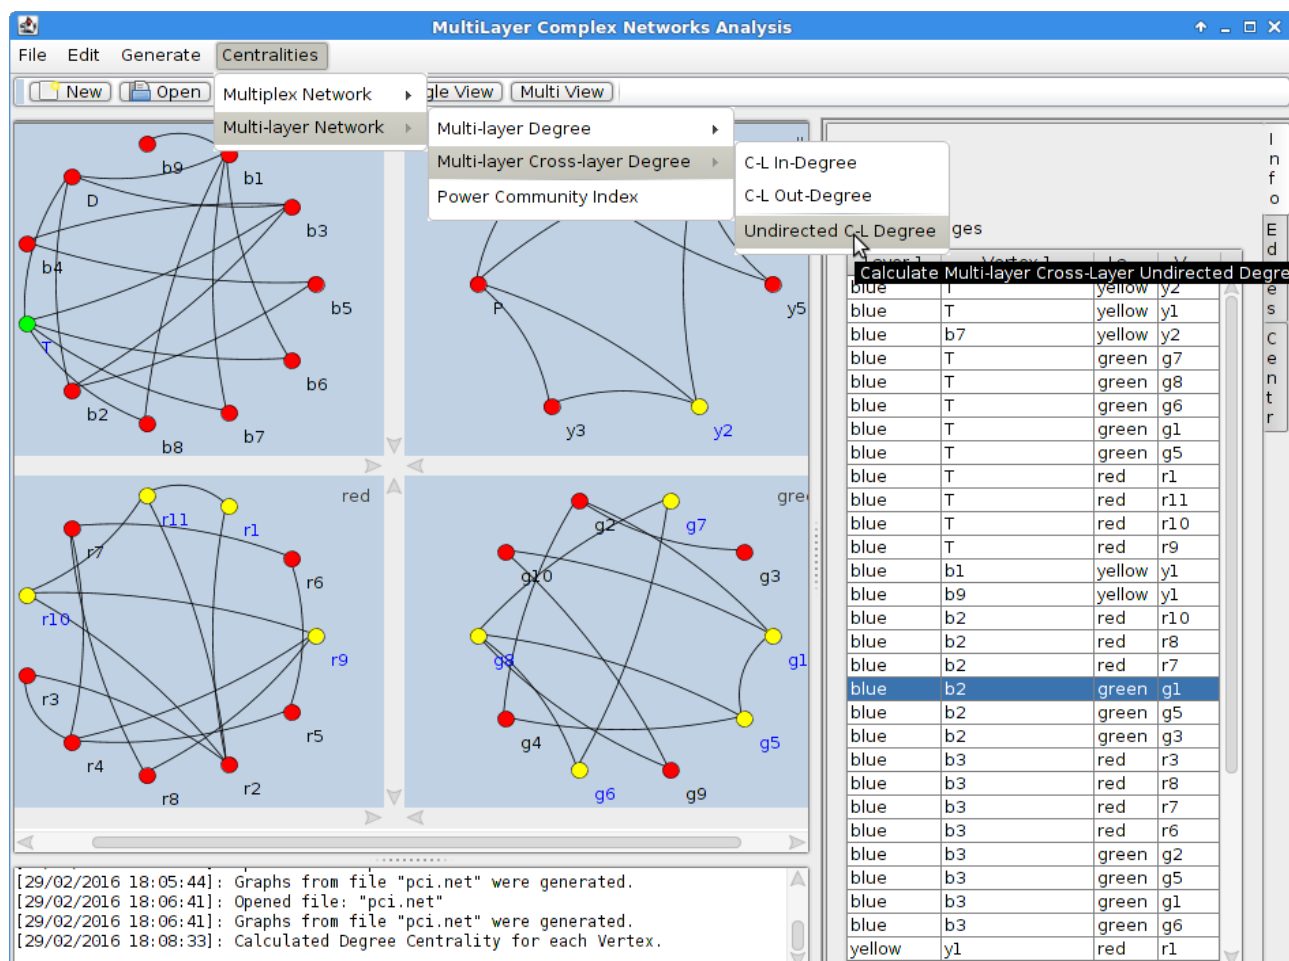 MultiLayer Complex Networks Analysis
File Edit Generate Centralities
New Open gle View Multi View
Multiplex Network
Multi-layer Network
Multi-layer Degree
Multi-layer Cross-layer Degree
Power Community Index
C-L In-Degree
C-L Out-Degree
Undirected C-L Degree
ges
Calculate Multi-layer Cross-Layer Undirected Degre
b9
b1
D
b3
b4
b5
T
b6
b2
b7
b8
P
y5
y3
y2
red
r11
r1
r7
r6
r10
r9
r3
r5
r4
r2
r8
gre
g2
g7
g10
g3
g8
g1
g4
g5
g6
g9
blue T yellow y2
blue T yellow y1
blue b7 yellow y2
blue T green g7
blue T green g8
blue T green g6
blue T green g1
blue T green g5
blue T red r1
blue T red r11
blue T red r10
blue T red r9
blue b1 yellow y1
blue b9 yellow y1
blue b2 red r10
blue b2 red r8
blue b2 red r7
blue b2 green g1
blue b2 green g5
blue b2 green g3
blue b3 red r3
blue b3 red r8
blue b3 red r7
blue b3 red r6
blue b3 green g2
blue b3 green g5
blue b3 green g1
blue b3 green g6
yellow y1 red r1
Info
Ed es
Centr
[29/02/2016 18:05:44]: Graphs from file "pci.net" were generated.
[29/02/2016 18:06:41]: Opened file: "pci.net"
[29/02/2016 18:06:41]: Graphs from file "pci.net" were generated.
[29/02/2016 18:08:33]: Calculated Degree Centrality for each Vertex.